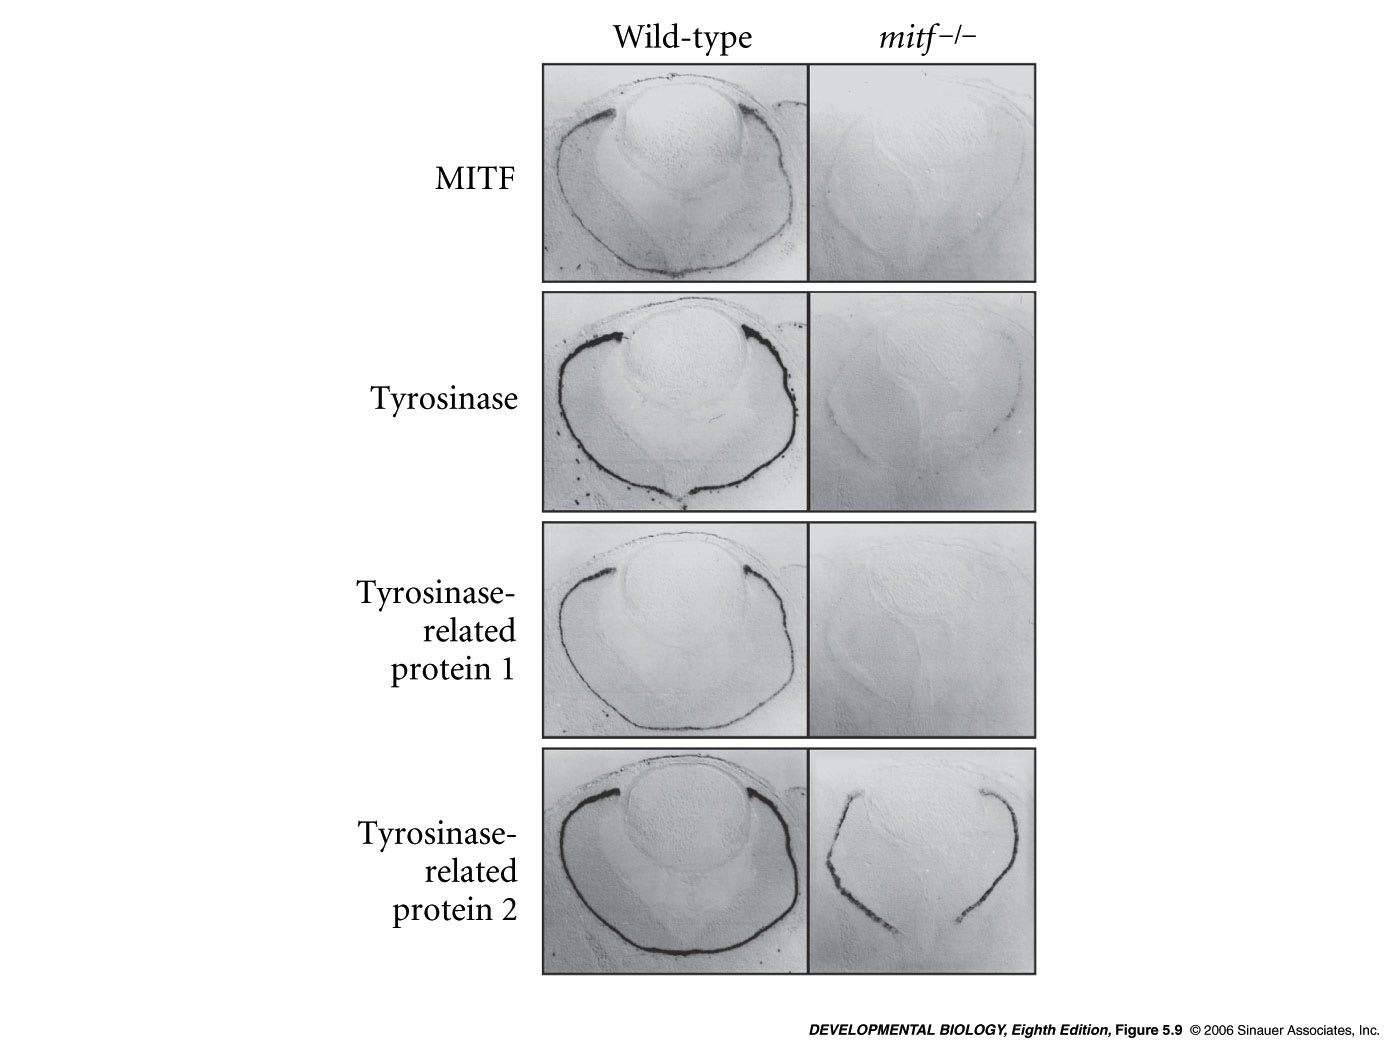 Wild-type
mitf –/–
MITF
Tyrosinase
Tyrosinase-
related
protein 1
Tyrosinase-
related
protein 2
DEVELOPMENTAL BIOLOGY, Eighth Edition, Figure 5.9 © 2006 Sinauer Associates, Inc.